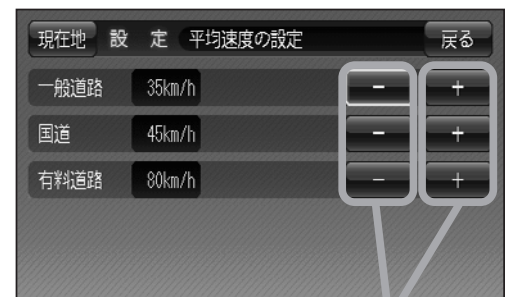 現在地 設 定 平均速度の設定 戻る
一般道路 35km/h − +
国道 45km/h − +
有料道路 80km/h − +